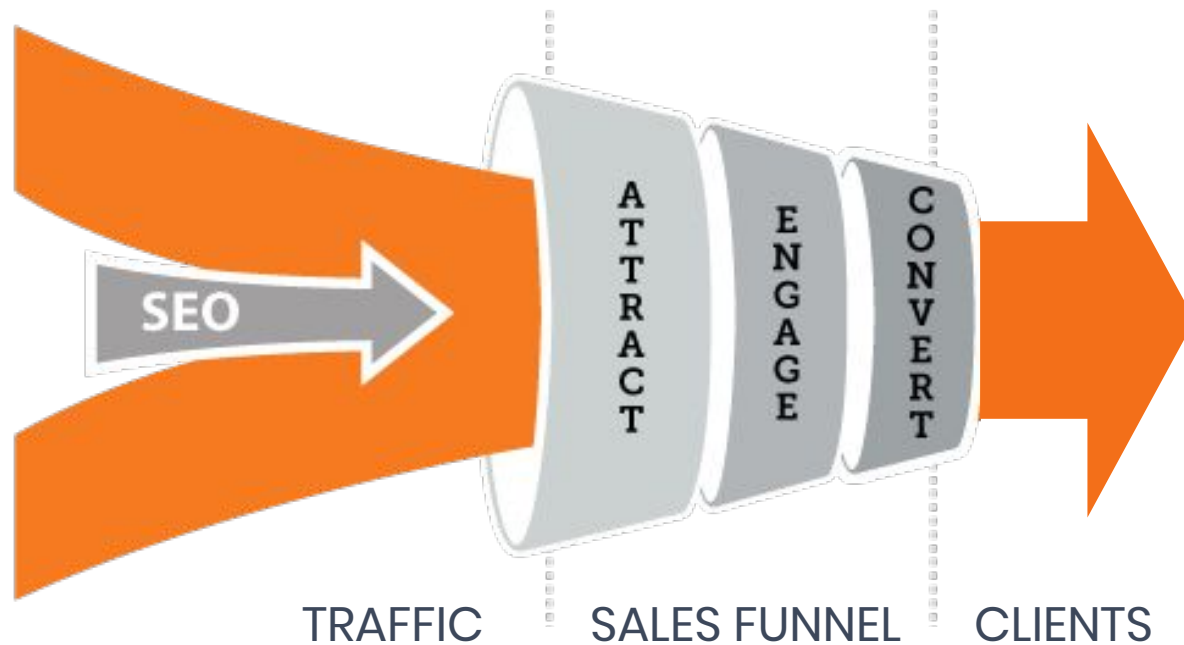 SEO
ATTRACT
ENGAGE
CONVERT
TRAFFIC
SALES FUNNEL
CLIENTS